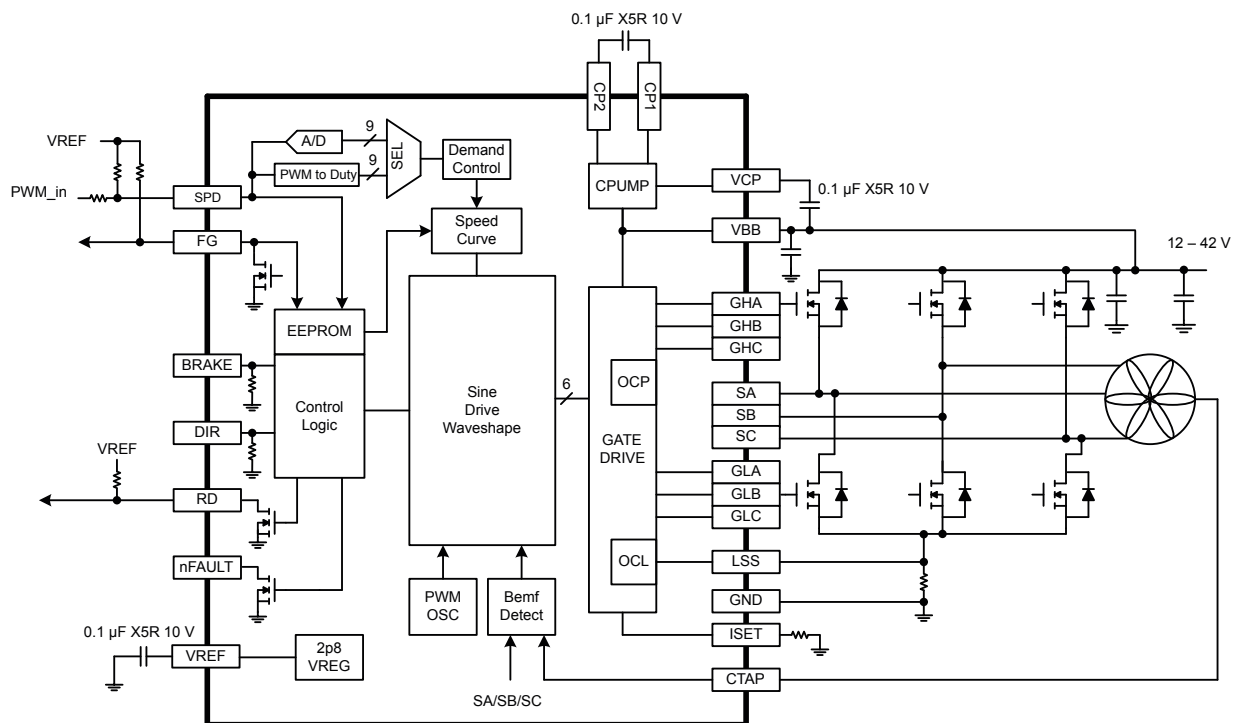 0.1 µF X5R 10 V
CP2
CP1
VREF
A/D
9
SEL
Demand
Control
PWM to Duty
9
PWM_in
SPD
CPUMP
VCP
0.1 µF X5R 10 V
FG
Speed
Curve
VBB
12 – 42 V
EEPROM
GHA
GHB
GHC
BRAKE
Control
Logic
Sine
Drive
Waveshape
6
OCP
SA
SB
SC
DIR
GATE
DRIVE
VREF
GLA
GLB
GLC
RD
nFAULT
PWM
OSC
Bemf
Detect
OCL
LSS
GND
ISET
0.1 µF X5R 10 V
VREF
2p8
VREG
SA/SB/SC
CTAP